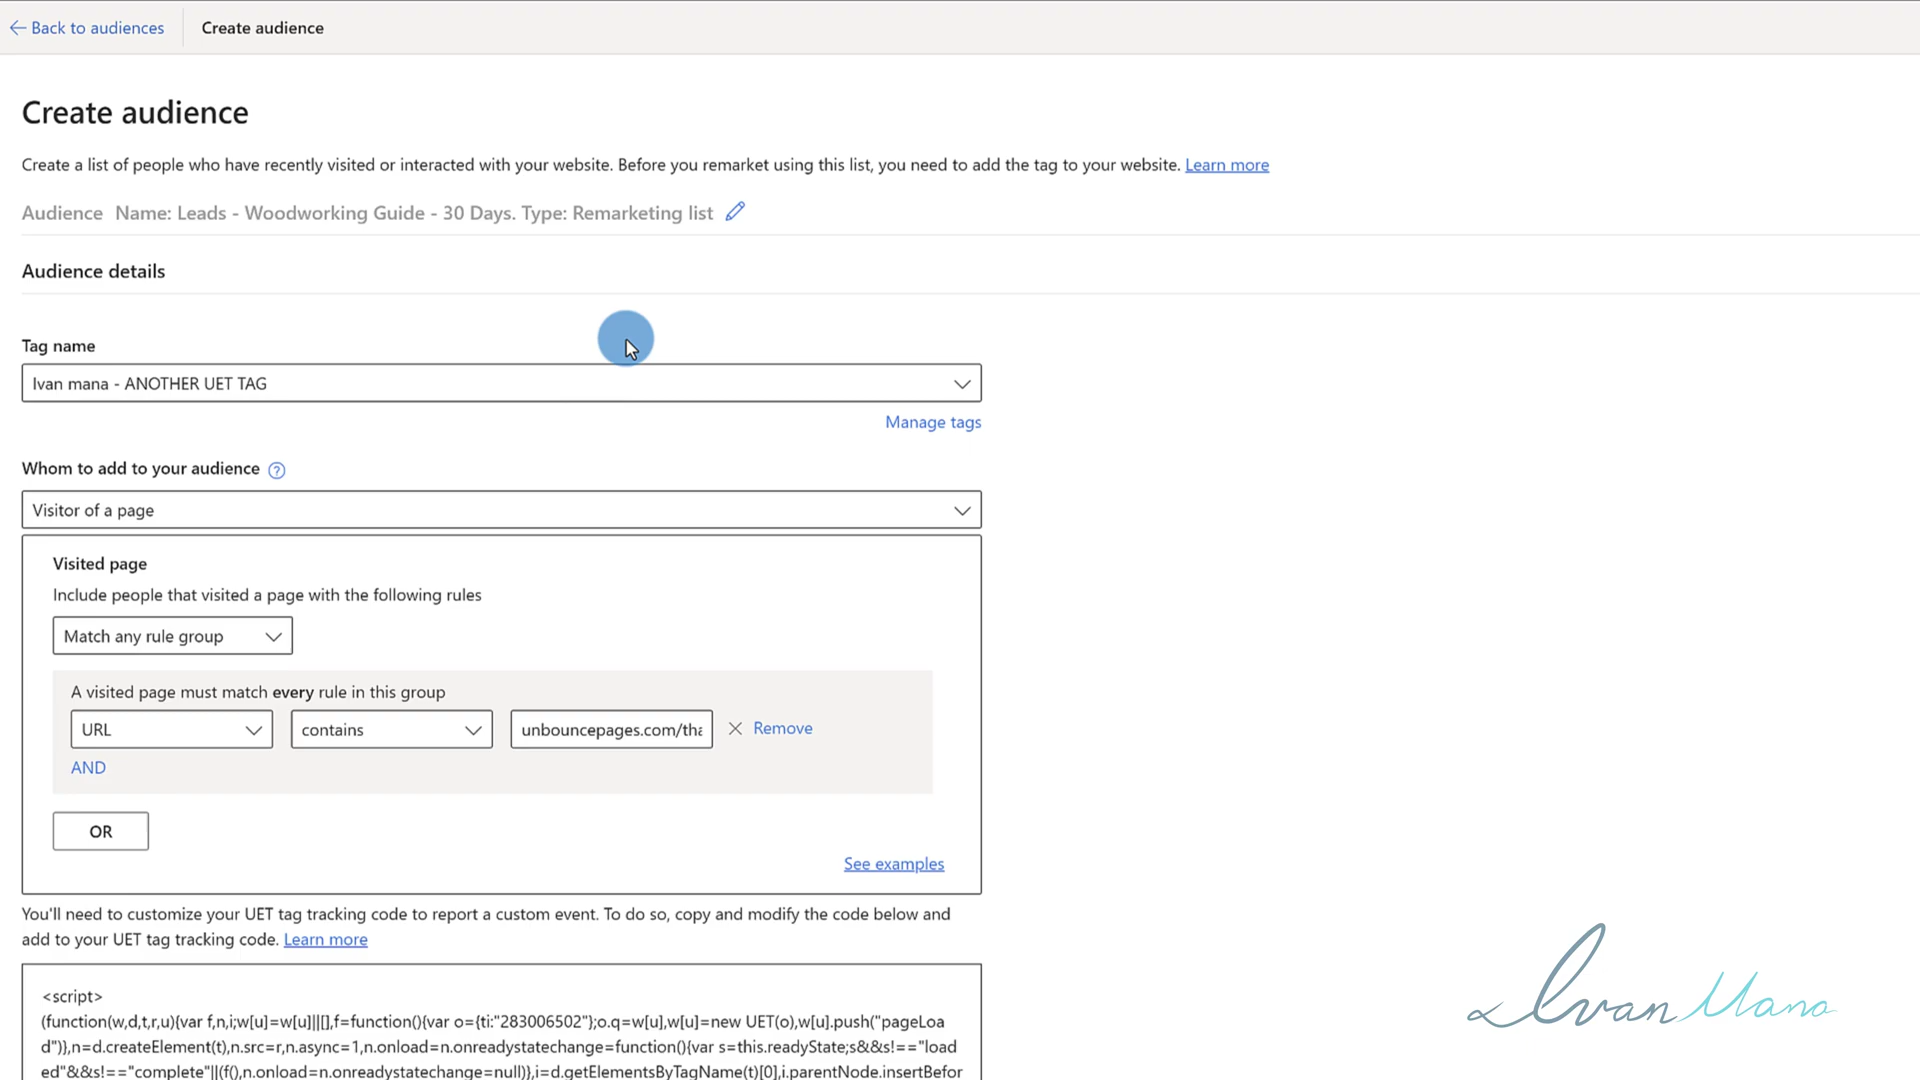 Back to audiences
Create audience
Create audience
Create a list of people who have recently visited or interacted with your website. Before you remarket using this list, you need to add the tag to your website. Learn more
Audience Name: Leads - Woodworking Guide - 30 Days. Type: Remarketing list
Audience details
Tag name
Ivan mana - ANOTHER UET TAG
Manage tags
Whom to add to your audience ?
Visitor of a page
Visited page
Include people that visited a page with the following rules
Match any rule group
A visited page must match every rule in this group
URL
contains
unbouncepages.com/tha
Remove
AND
OR
See examples
You'll need to customize your UET tag tracking code to report a custom event. To do so, copy and modify the code below and
add to your UET tag tracking code. Learn more
<script>
(function(w,d,t,r,u){var f,n,i;w[u]=w[u]||[],f=function(){var o={ti:"283006502"};o.q=w[u],w[u]=new UET(o),w[u].push("pageLoa
d")},n=d.createElement(t),n.src=r,n.async=1,n.onload=n.onreadystatechange=function(){var s=this.readyState;s&&s!=="load
ed"&&s!=="complete"||(f(),n.onload=n.onreadystatechange=null)},i=d.getElementsByTagName(t)[0],i.parentNode.insertBefor
Ivan Mana